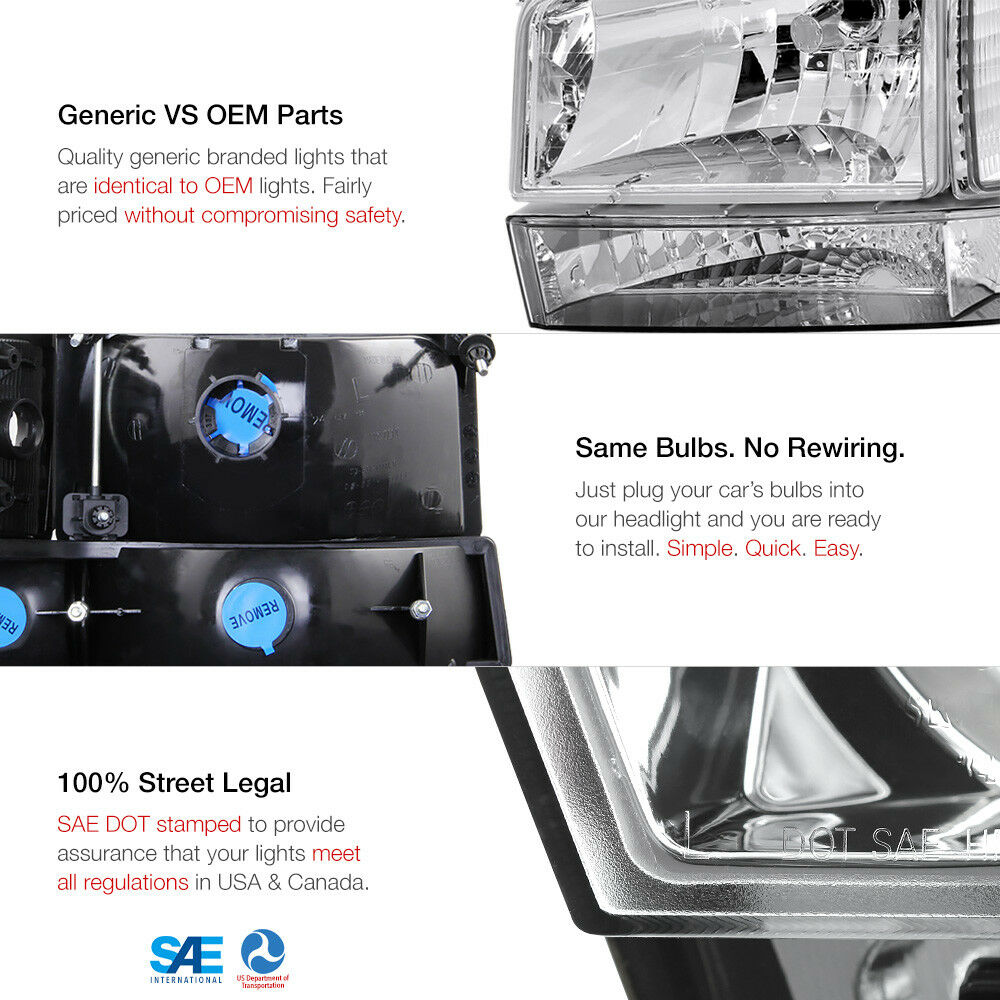 Generic VS OEM Parts
Quality generic branded lights that
are identical to OEM lights. Fairly
priced without compromising safety.
REMOVE
L
REMOVE
REMOVE
Same Bulbs. No Rewiring.
Just plug your car's bulbs into
our headlight and you are ready
to install. Simple. Quick. Easy.
100% Street Legal
SAE DOT stamped to provide
assurance that your lights meet
all regulations in USA & Canada.
SAE
INTERNATIONAL
US Department of
Transportation
L DOT SAE